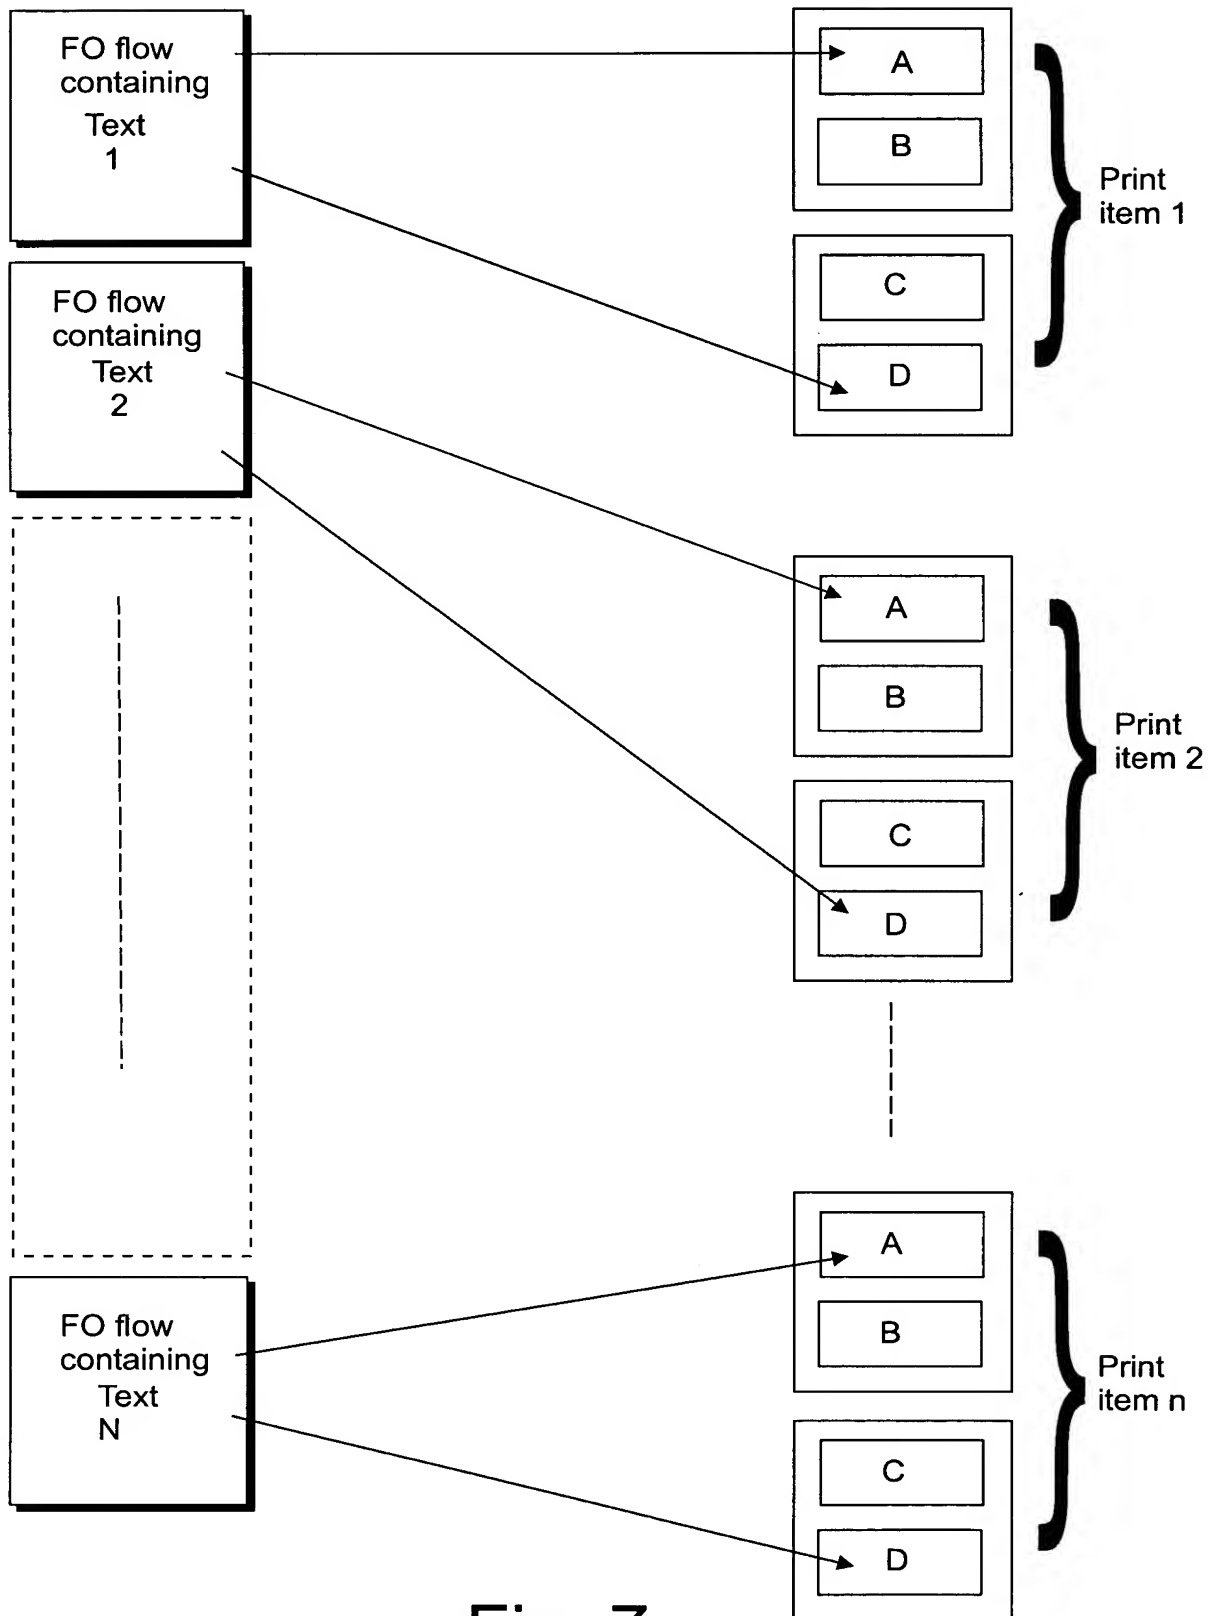 FO flow
containing
Text
1
FO flow
containing
Text
2
FO flow
containing
Text
N
A
B
C
D
Print
item 1
A
B
C
D
Print
item 2
A
B
C
D
Print
item n